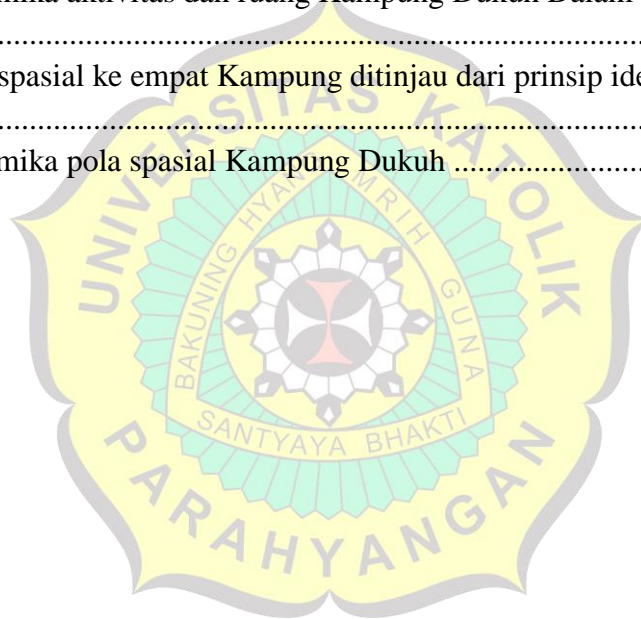 mika aktivitas dan ruang Kampung Dukuh Dalam
....................................................................................
spasial ke empat Kampung ditinjau dari prinsip ide
....................................................................................
mika pola spasial Kampung Dukuh ........................
UNIVERSITAS KATOLIK
BAKUNING HYANG MRIH GUNA
SANTYAYA BHAKTI
PARAHYANGAN